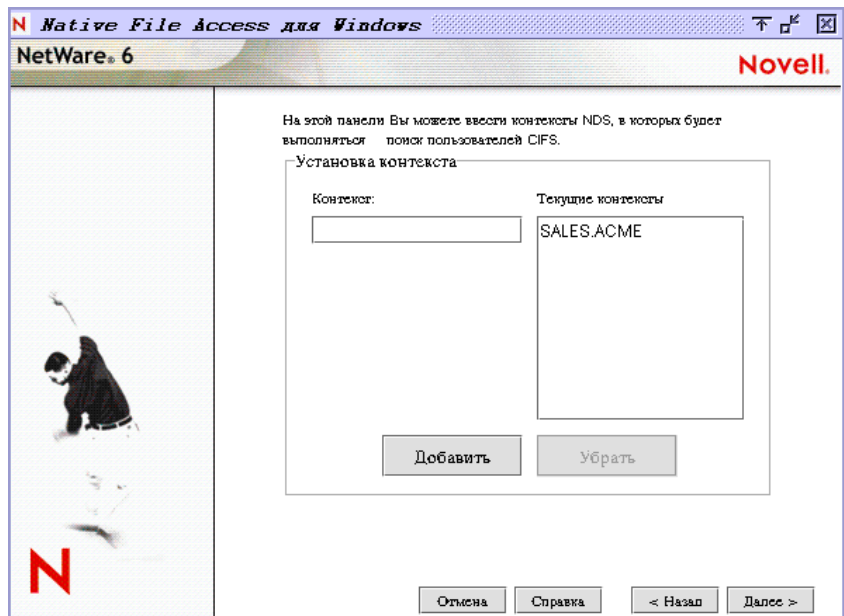 N Native File Access для Windows
NetWare® 6
Novell.
На этой панели Вы можете ввести контексты NDS, в которых будет
выполняться поиск пользователей CIFS.
Установка контекста
Контекст:
Текущие контексты
SALES.ACME
Добавить
Убрать
N
Отмена
Справка
< Назад
Далее >